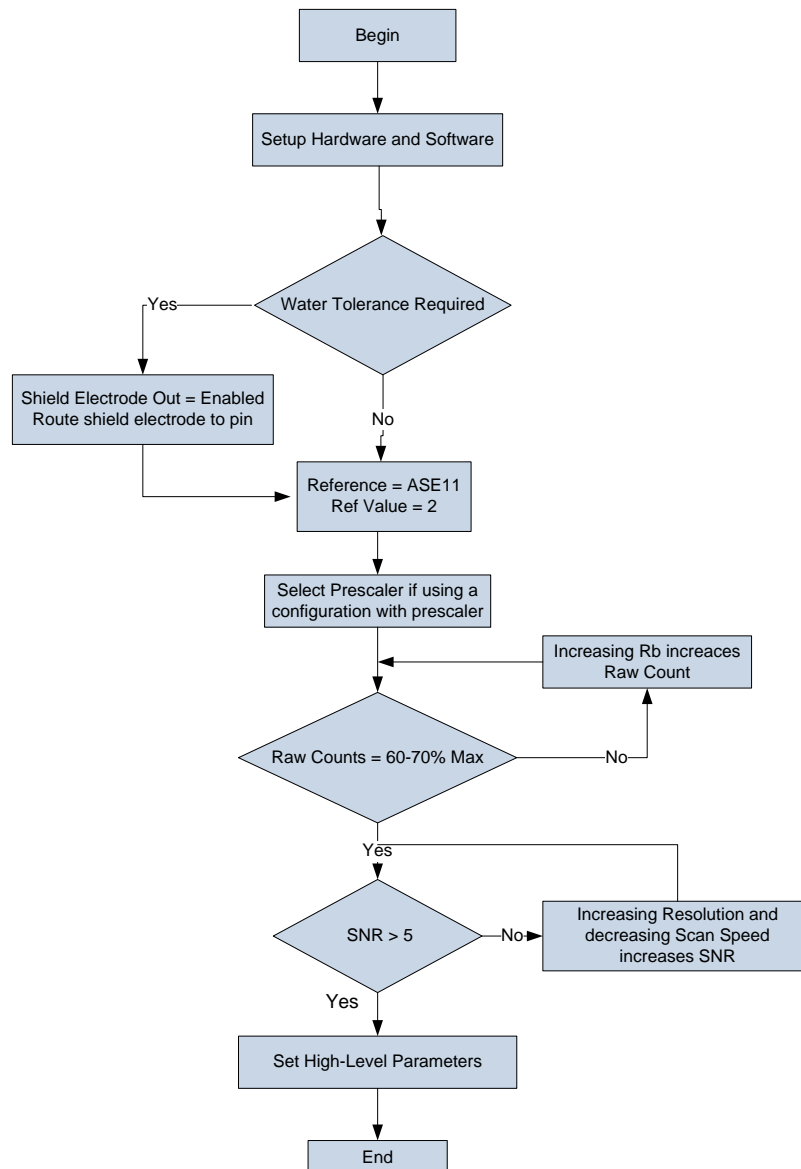 Begin
Setup Hardware and Software
Water Tolerance Required
Yes
Shield Electrode Out = Enabled
Route shield electrode to pin
No
Reference = ASE11
Ref Value = 2
Select Prescaler if using a
configuration with prescaler
Increasing Rb increaces
Raw Count
Raw Counts = 60-70% Max
No
Yes
SNR > 5
No
Increasing Resolution and
decreasing Scan Speed
increases SNR
Yes
Set High-Level Parameters
End